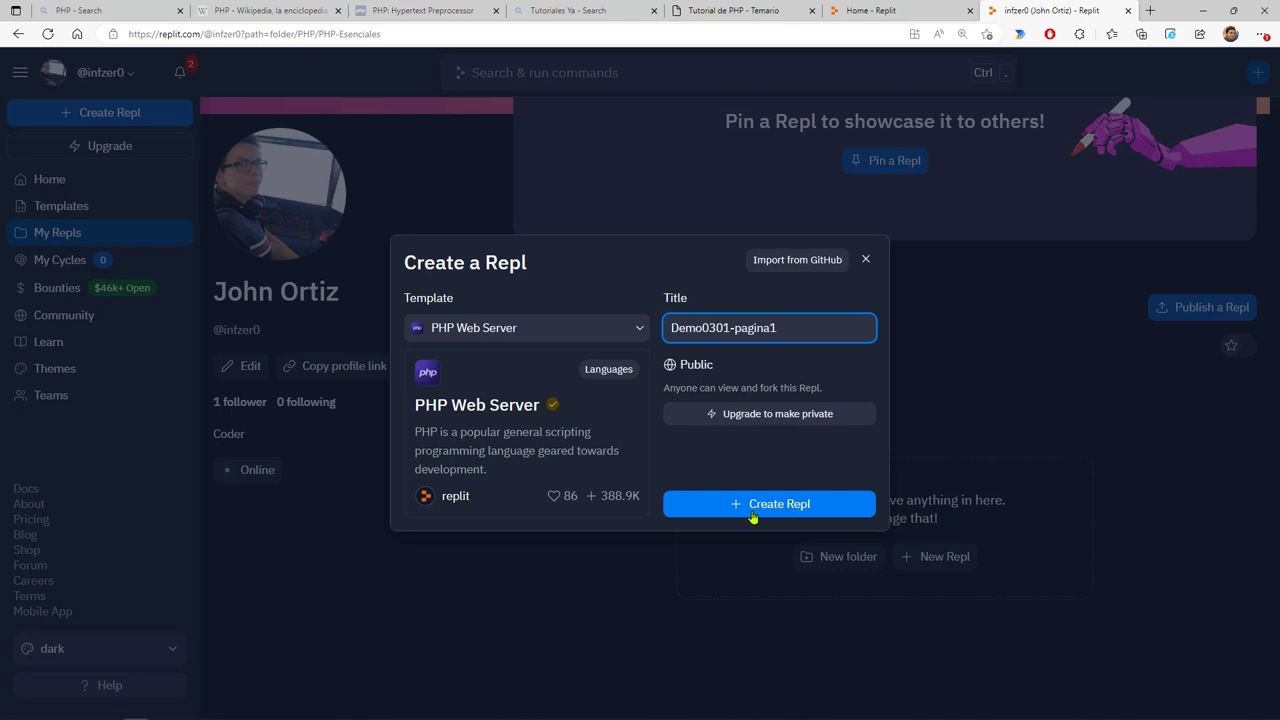 PHP - Search
PHP - Wikipedia, la enciclopedia
PHP: Hypertext Preprocessor
Tutoriales Ya - Search
Tutorial de PHP - Temario
Home - Replit
infzer0 (John Ortiz) - Replit
https://replit.com/@infzer0?path=folder/PHP/PHP-Esenciales
@infzer0
2
Search & run commands
Ctrl .
Create Repl
Upgrade
Home
Templates
My Repls
My Cycles 0
Bounties $46k+ Open
Community
Learn
Themes
Teams
Docs
About
Pricing
Blog
Shop
Forum
Careers
Terms
Mobile App
dark
Help
Pin a Repl to showcase it to others!
Pin a Repl
John Ortiz
@infzer0
Edit
Copy profile link
1 follower 0 following
Coder
Online
Publish a Repl
Create a Repl
Import from GitHub
Template
PHP Web Server
php
Languages
PHP Web Server
PHP is a popular general scripting
programming language geared towards
development.
replit
86
388.9K
Title
Demo0301-pagina1
Public
Anyone can view and fork this Repl.
Upgrade to make private
Create Repl
ve anything in here.
nge that!
New folder
New Repl